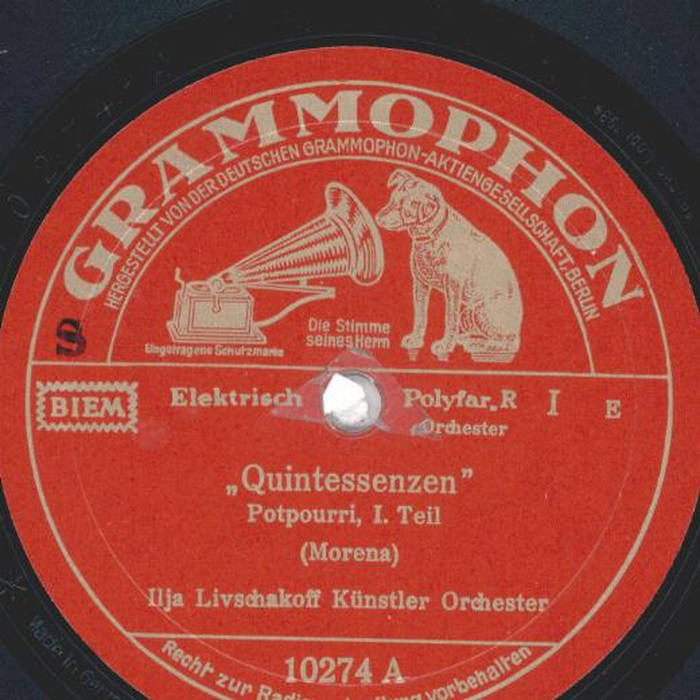 GRAMMOPHON
HERGESTELLT VON DER DEUTSCHEN GRAMMOPHON-AKTIENGESELLSCHAFT, BERLIN
Die Stimme
seines Herrn
Eingetragene Schutzmarke
BIEM
Elektrisch Polyfar„R I E
Orchester
„Quintessenzen”
Potpourri, I. Teil
(Morena)
Ilja Livschakoff Künstler Orchester
10274 A
Recht zur vorbehalten